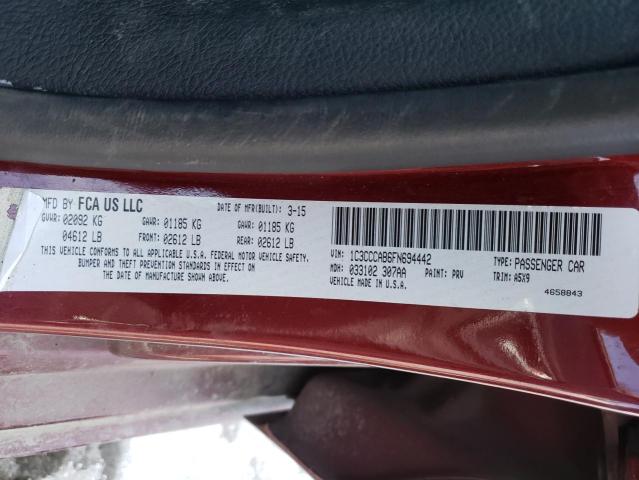 MFD BY FCA US LLC DATE OF MFR(BUILT): 3-15
GVWR: 02092 KG GAWR: 01185 KG GAWR: 01185 KG
04612 LB FRONT: 02612 LB REAR: 02612 LB
THIS VEHICLE CONFORMS TO ALL APPLICABLE U.S.A. FEDERAL MOTOR VEHICLE SAFETY,
BUMPER AND THEFT PREVENTION STANDARDS IN EFFECT ON
THE DATE OF MANUFACTURE SHOWN ABOVE.
VIN: 1C3CCCAB6FN694442 TYPE: PASSENGER CAR
MDH: 033102 307AA PAINT: PRV TRIM: A5X9
VEHICLE MADE IN U.S.A. 4658843